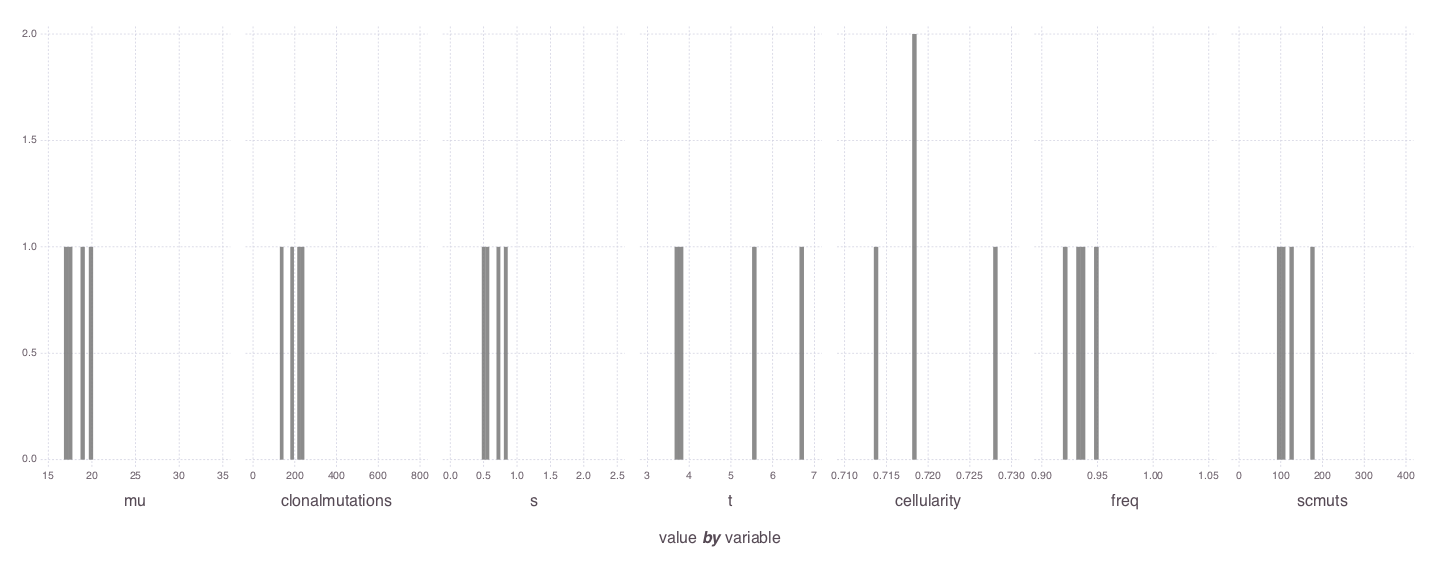 2.0
1.5
1.0
0.5
0.0
15 20 25 30 35 0 200 400 600 800 0.0 0.5 1.0 1.5 2.0 2.5 3 4 5 6 7 0.710 0.715 0.720 0.725 0.730 0.90 0.95 1.00 1.05 0 100 200 300 400
mu clonalmutations s t cellularity freq scmuts
value by variable